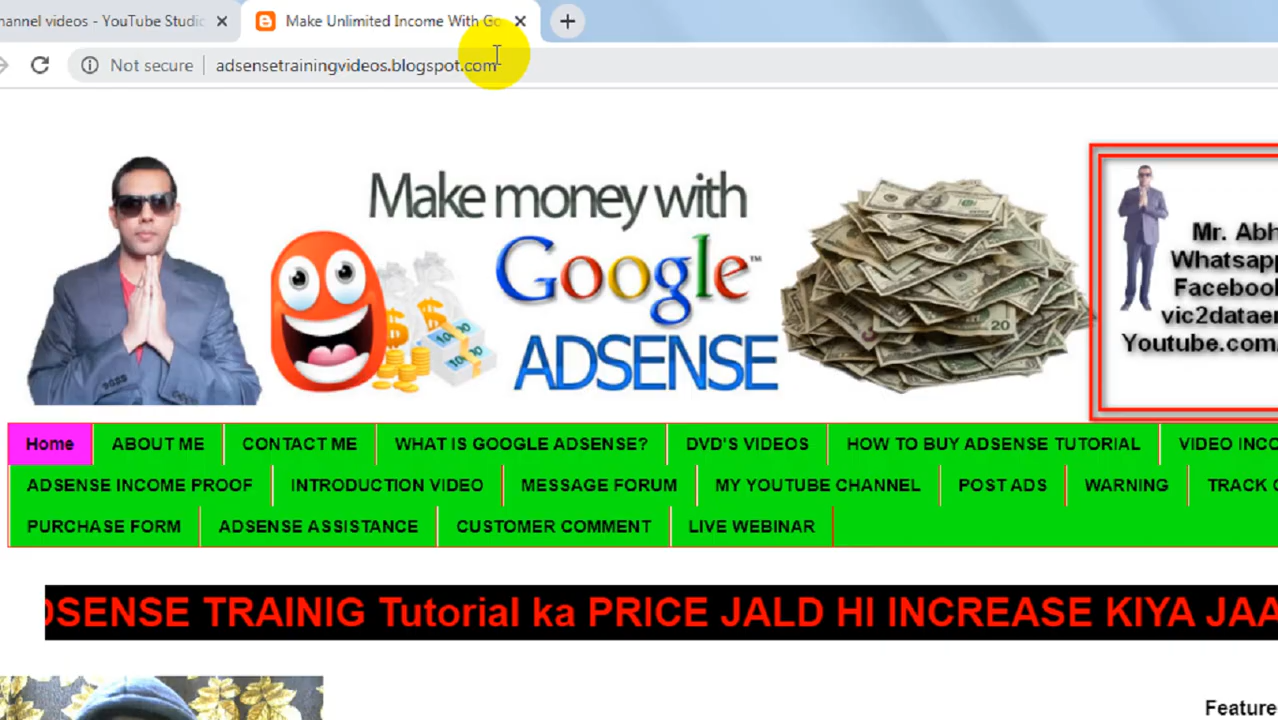 hannel videos - YouTube Studio
Make Unlimited Income With Go
Not secure
adsensetrainingvideos.blogspot.com
Make money with
Google™
ADSENSE
Mr. Abh
Whatsapp
Facebook
vic2dataen
Youtube.com/
Home
ABOUT ME
CONTACT ME
WHAT IS GOOGLE ADSENSE?
DVD'S VIDEOS
HOW TO BUY ADSENSE TUTORIAL
VIDEO INCO
ADSENSE INCOME PROOF
INTRODUCTION VIDEO
MESSAGE FORUM
MY YOUTUBE CHANNEL
POST ADS
WARNING
TRACK
PURCHASE FORM
ADSENSE ASSISTANCE
CUSTOMER COMMENT
LIVE WEBINAR
DSENSE TRAINIG Tutorial ka PRICE JALD HI INCREASE KIYA JAA
Feature